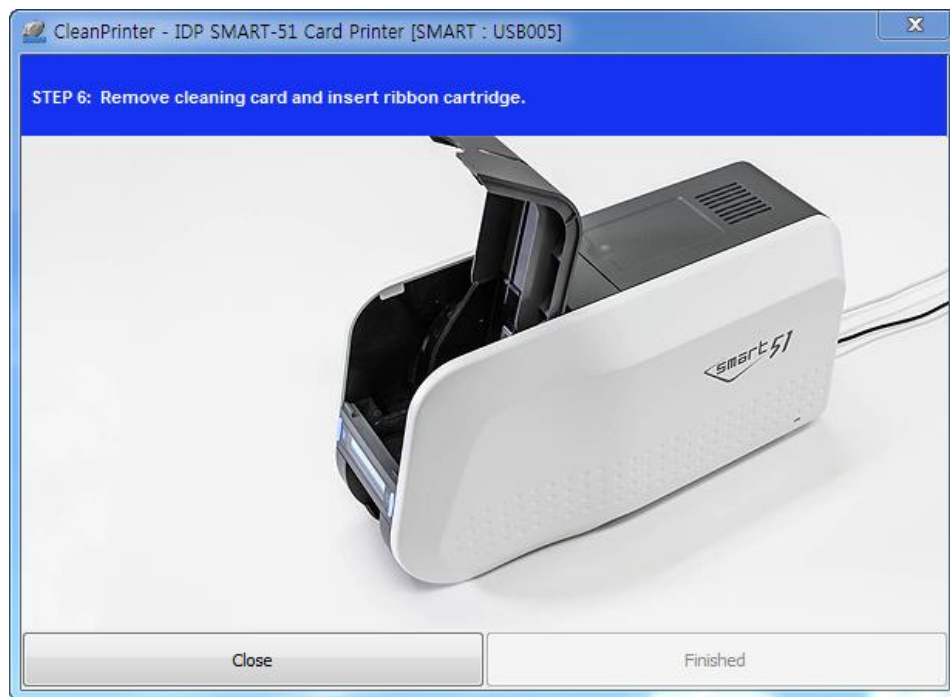 CleanPrinter - IDP SMART-51 Card Printer [SMART : USB005]
STEP 6: Remove cleaning card and insert ribbon cartridge.
smart 51
Close
Finished